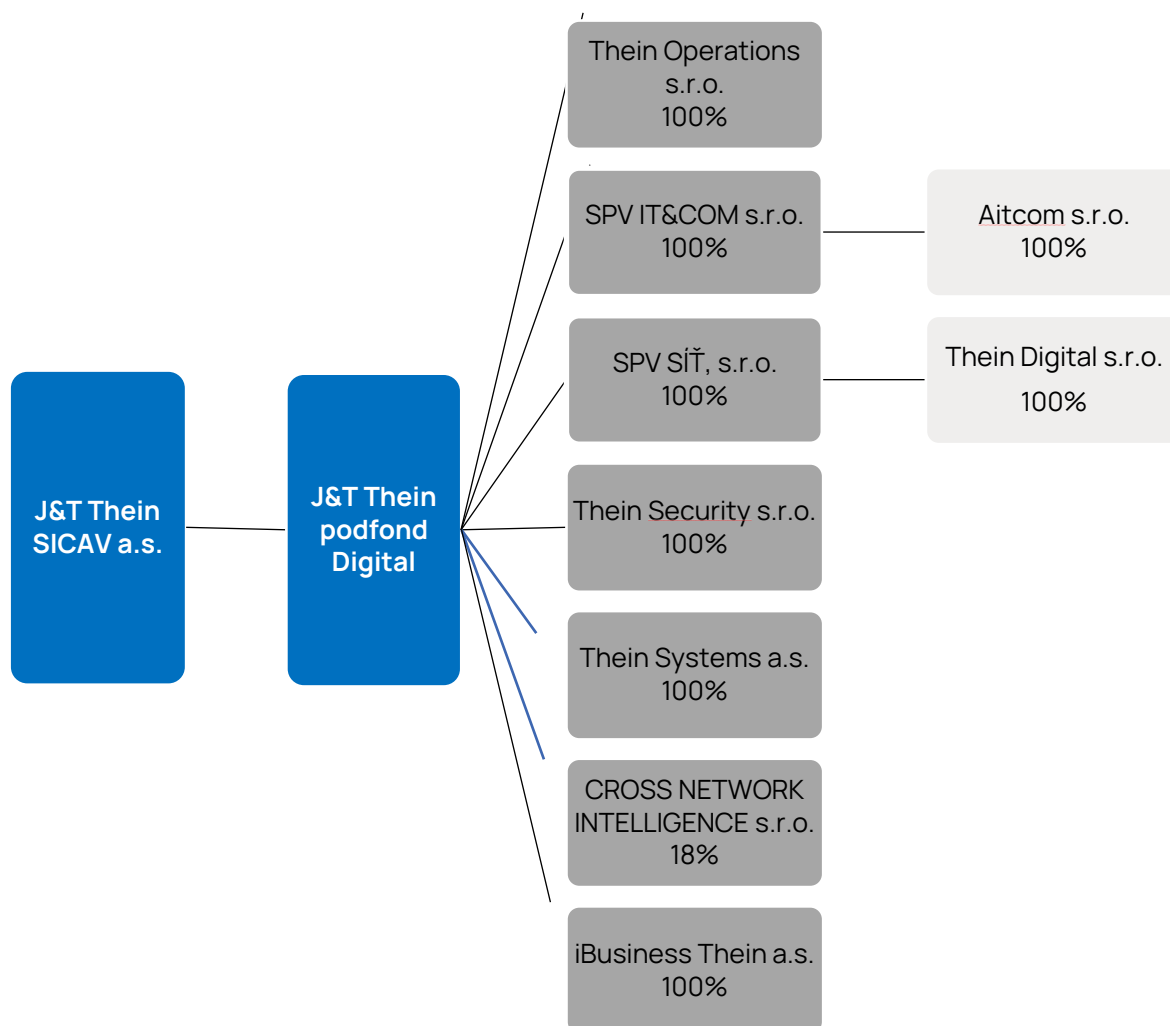 J&T Thein
SICAV a.s.
J&T Thein
podfond
Digital
Thein Operations
s.r.o.
100%
SPV IT&COM s.r.o.
100%
Aitcom s.r.o.
100%
SPV SÍŤ, s.r.o.
100%
Thein Digital s.r.o.
100%
Thein Security s.r.o.
100%
Thein Systems a.s.
100%
CROSS NETWORK
INTELLIGENCE s.r.o.
18%
iBusiness Thein a.s.
100%